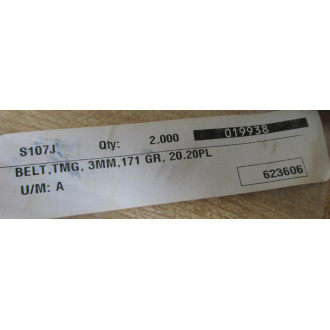 S107J Qty: 2.000 019938
BELT,TMG, 3MM,171 GR, 20.20PL
U/M: A 623606